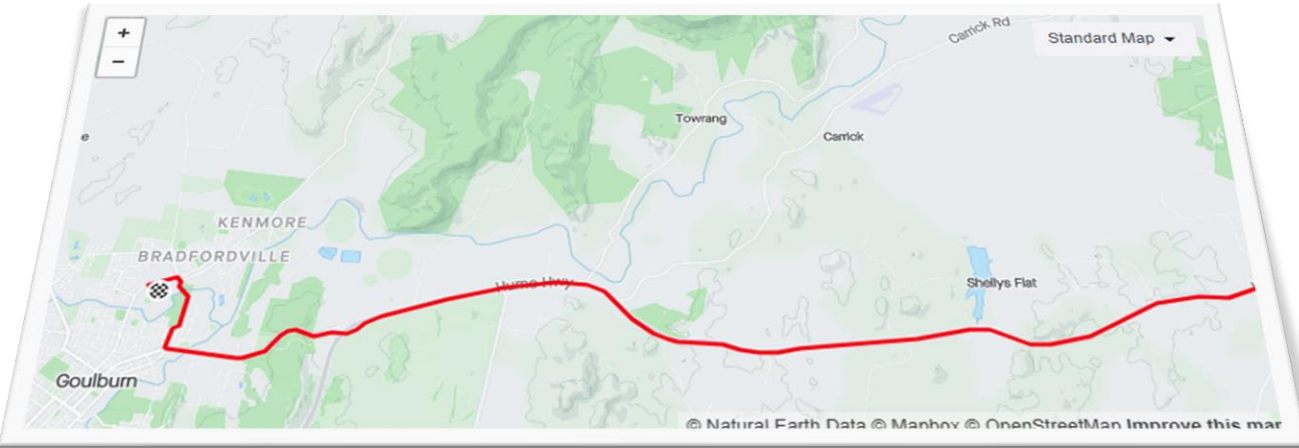 +
Standard Map
−
Carrick Rd
Towrang
Carrick
e
KENMORE
BRADFORDVILLE
Hume Hwy
Shellys Flat
Goulburn
© Natural Earth Data © Mapbox © OpenStreetMap Improve this map